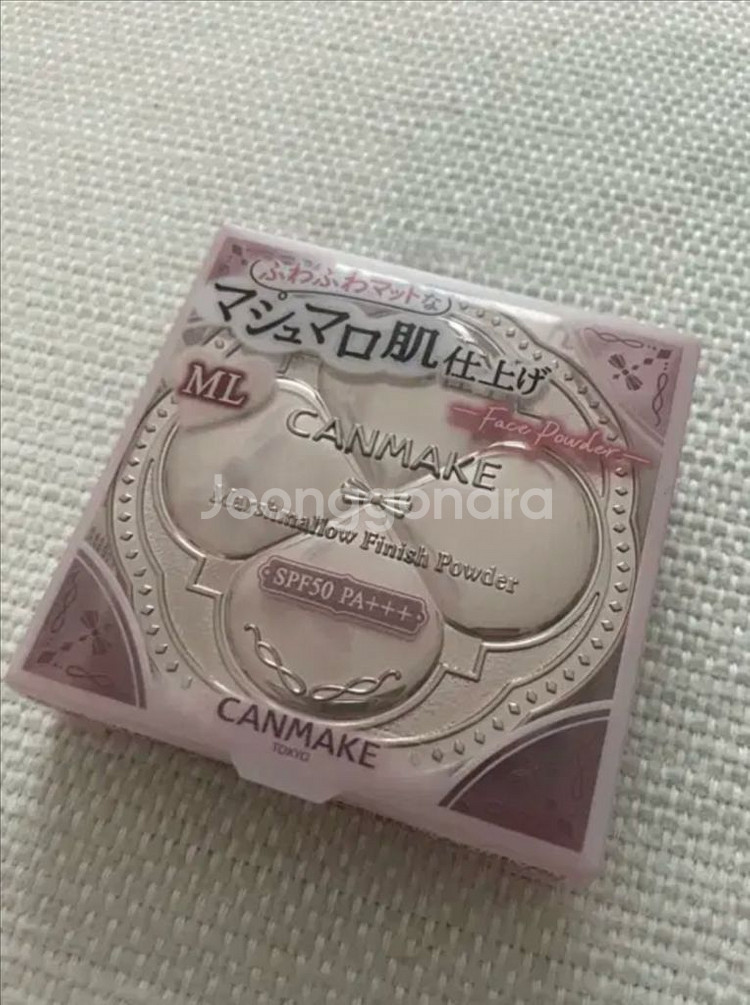 ふわふわマットな
マシュマロ肌仕上げ
ML
Face Powder
CANMAKE
Marshmallow Finish Powder
Joonggonara
SPF50 PA+++
CANMAKE
TOKYO